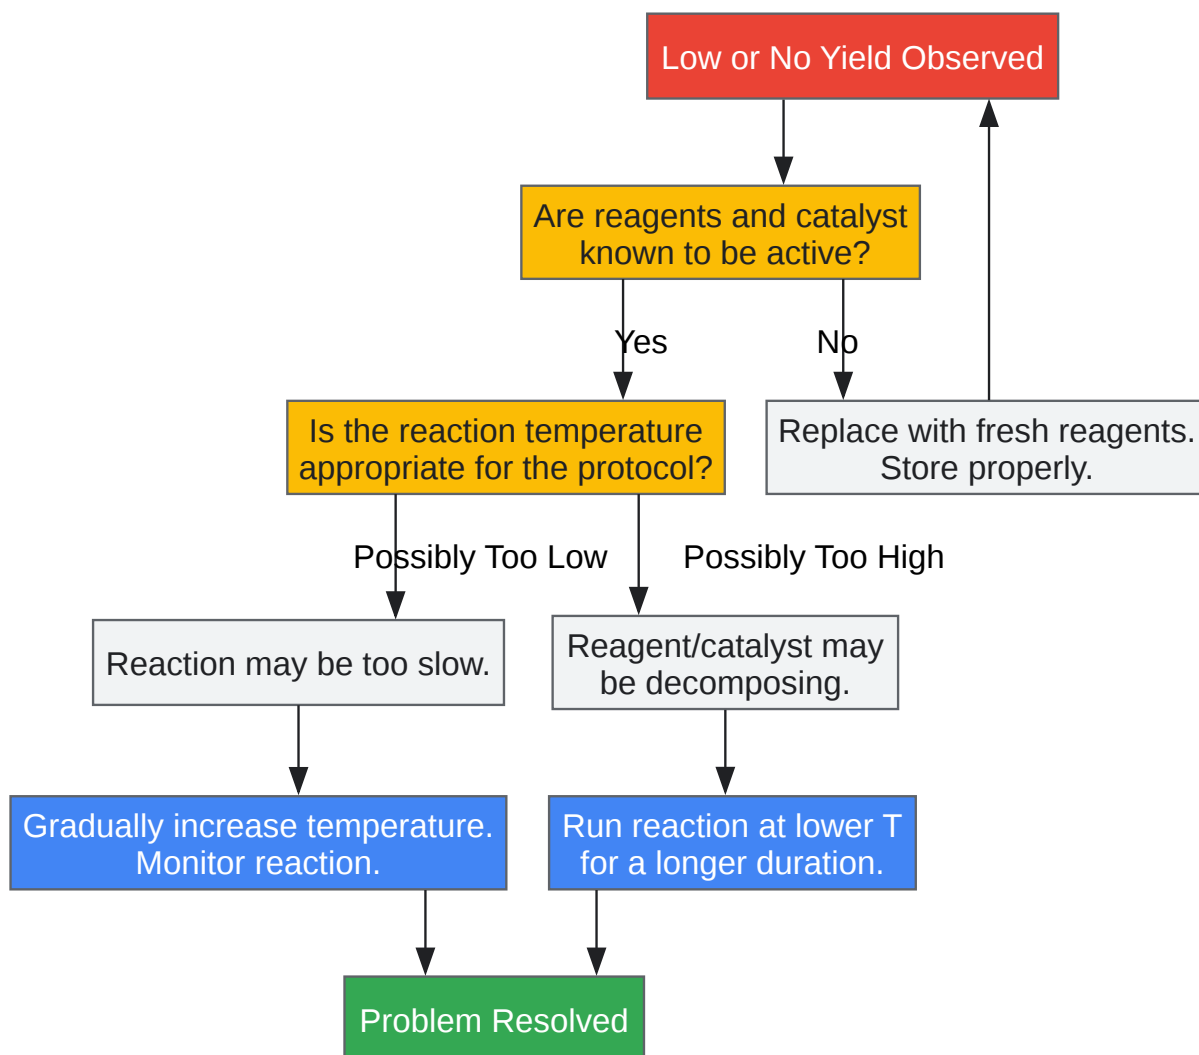 Low or No Yield Observed
Are reagents and catalyst
known to be active?
Yes
No
Is the reaction temperature
appropriate for the protocol?
Replace with fresh reagents.
Store properly.
Possibly Too Low
Possibly Too High
Reaction may be too slow.
Reagent/catalyst may
be decomposing.
Gradually increase temperature.
Monitor reaction.
Run reaction at lower T
for a longer duration.
Problem Resolved